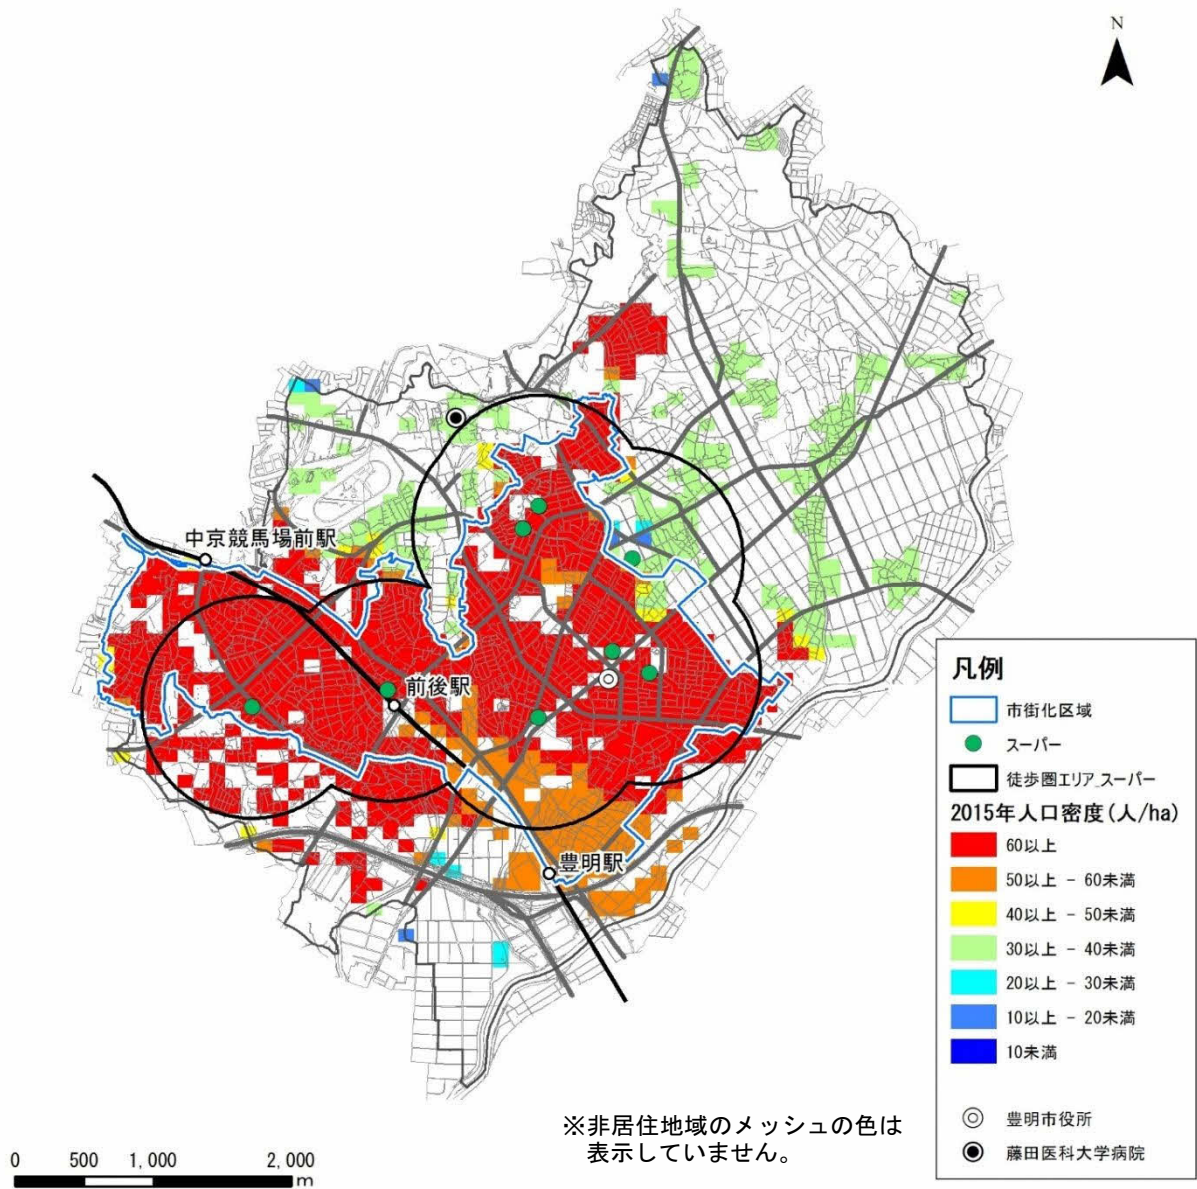 N
中京競馬場前駅
前後駅
豊明駅
凡例
市街化区域
スーパー
徒歩圏エリア_スーパー
2015年人口密度(人/ha)
60以上
50以上 - 60未満
40以上 - 50未満
30以上 - 40未満
20以上 - 30未満
10以上 - 20未満
10未満
豊明市役所
藤田医科大学病院
※非居住地域のメッシュの色は
表示していません。
0 500 1,000 2,000
m